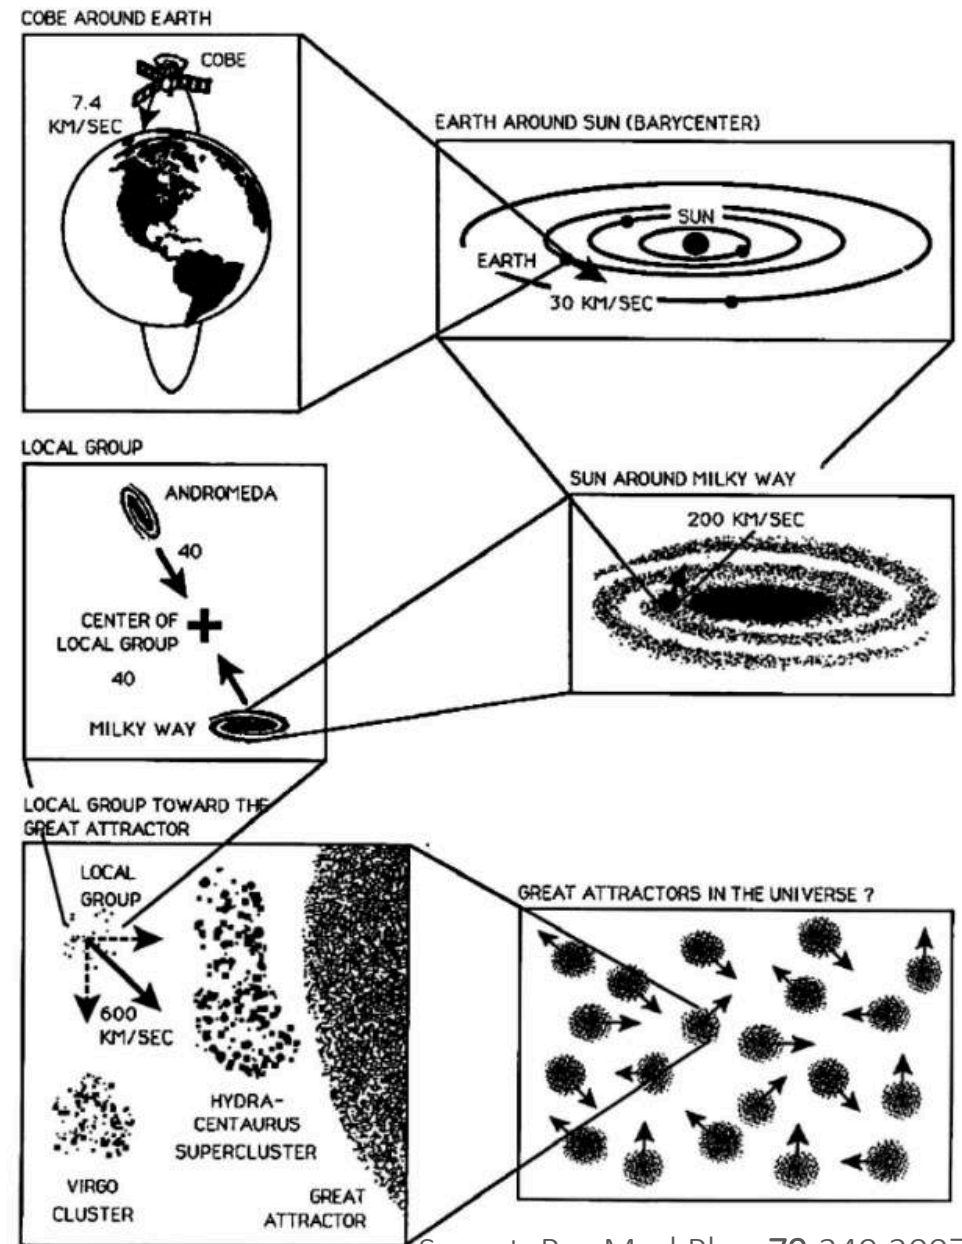 COBE AROUND EARTH
COBE
7.4
KM/SEC
EARTH AROUND SUN (BARYCENTER)
SUN
EARTH
30 KM/SEC
LOCAL GROUP
ANDROMEDA
40
CENTER OF
LOCAL GROUP
40
MILKY WAY
SUN AROUND MILKY WAY
200 KM/SEC
LOCAL GROUP TOWARD THE
GREAT ATTRACTOR
LOCAL
GROUP
600
KM/SEC
HYDRA-
CENTAURUS
SUPERCLUSTER
VIRGO
CLUSTER
GREAT
ATTRACTOR
GREAT ATTRACTORS IN THE UNIVERSE ?